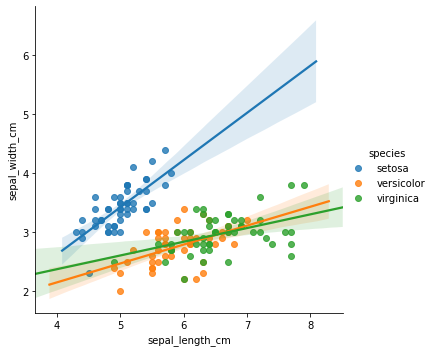 6
5
4
3
2
sepal_width_cm
4
5
6
7
8
sepal_length_cm
species
setosa
versicolor
virginica